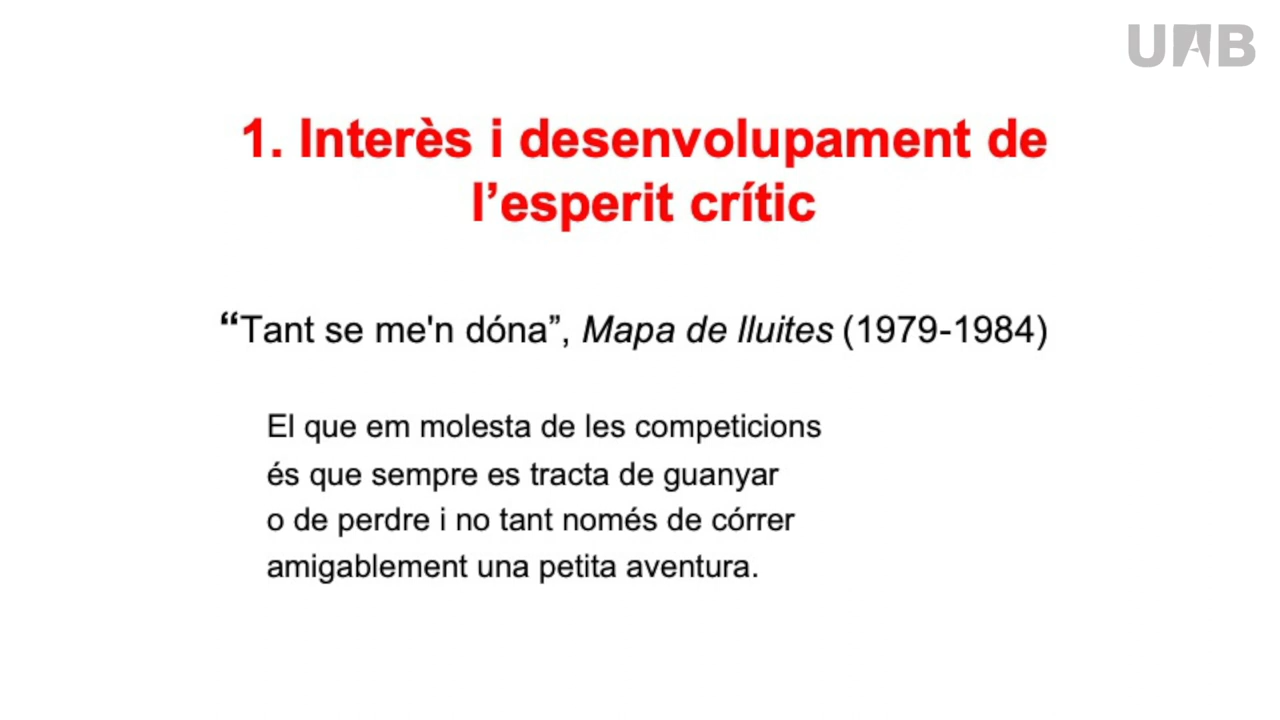 UAB
1. Interès i desenvolupament de
l’esperit crític
“Tant se me'n dóna”, Mapa de lluites (1979-1984)
El que em molesta de les competicions
és que sempre es tracta de guanyar
o de perdre i no tant només de córrer
amigablement una petita aventura.